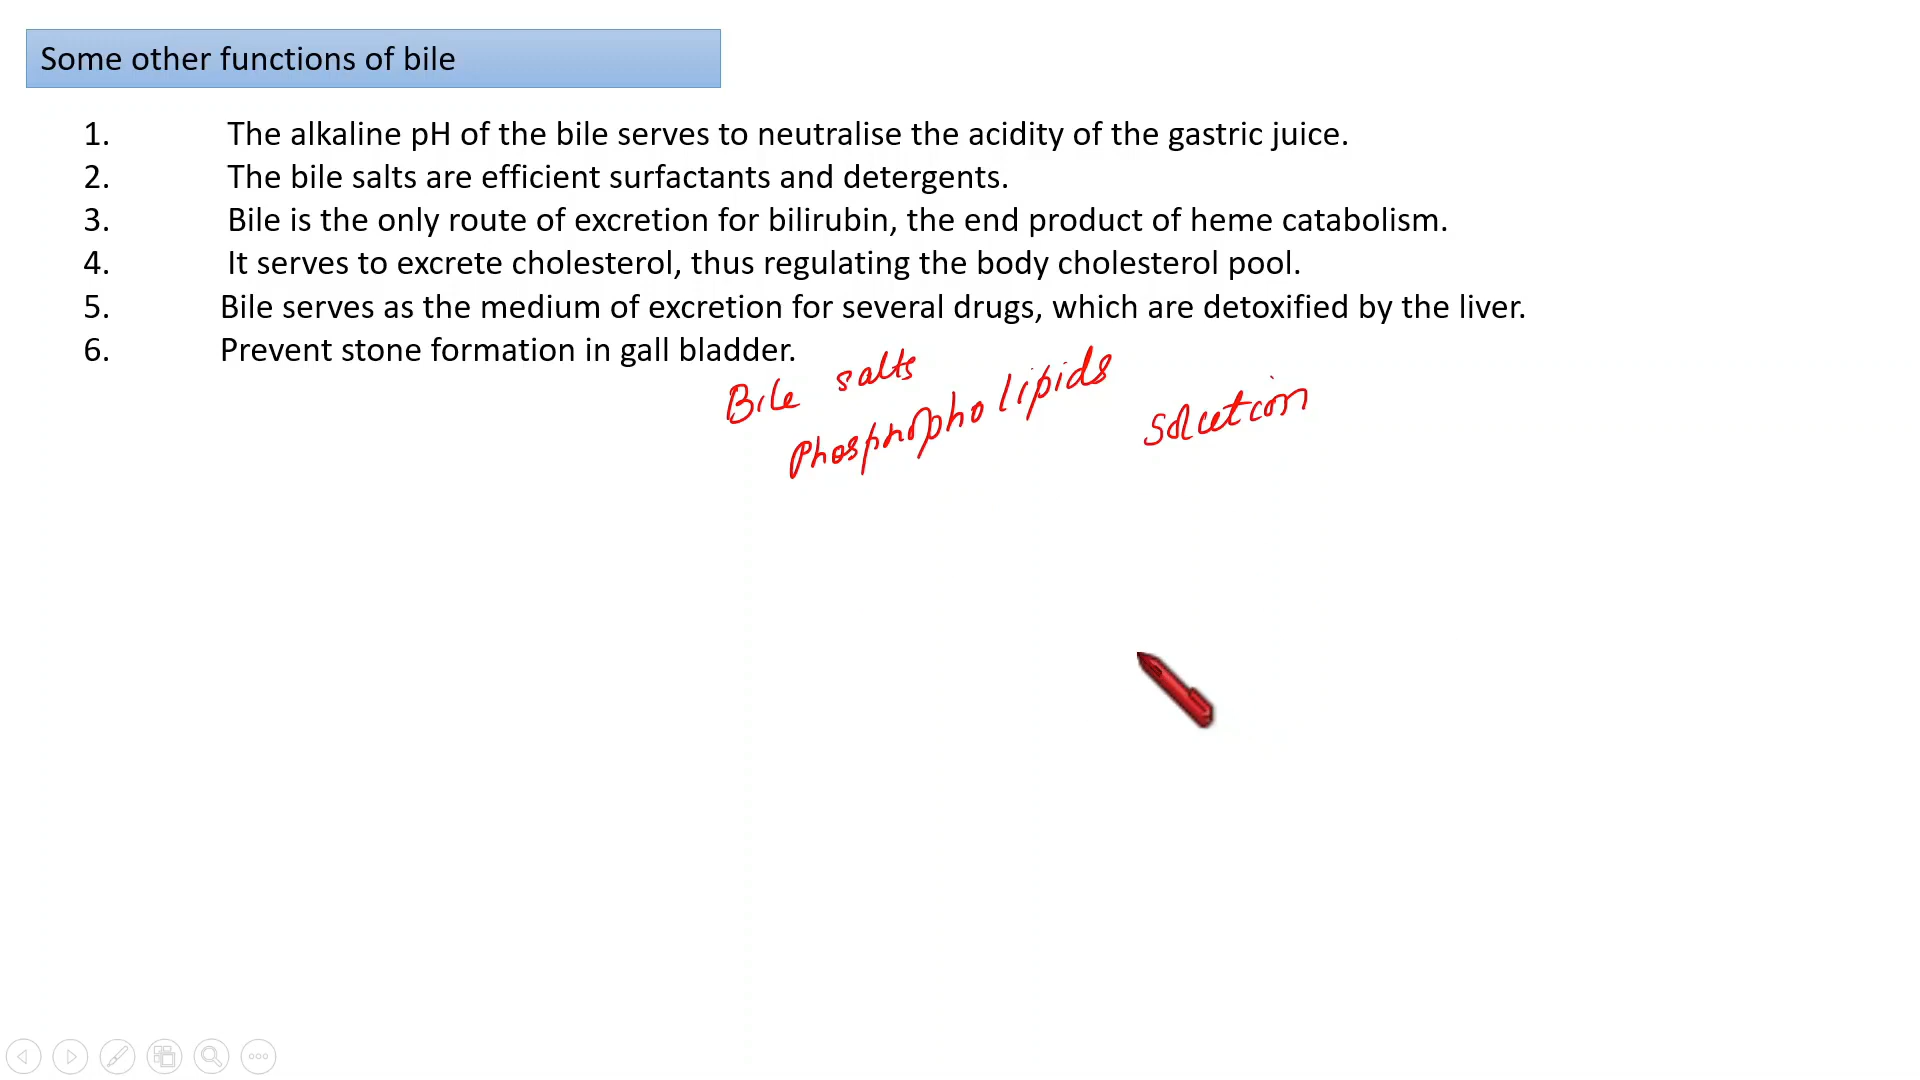 Some other functions of bile
1. The alkaline pH of the bile serves to neutralise the acidity of the gastric juice.
2. The bile salts are efficient surfactants and detergents.
3. Bile is the only route of excretion for bilirubin, the end product of heme catabolism.
4. It serves to excrete cholesterol, thus regulating the body cholesterol pool.
5. Bile serves as the medium of excretion for several drugs, which are detoxified by the liver.
6. Prevent stone formation in gall bladder.
Bile salts
Phosphopho lipids
Solution